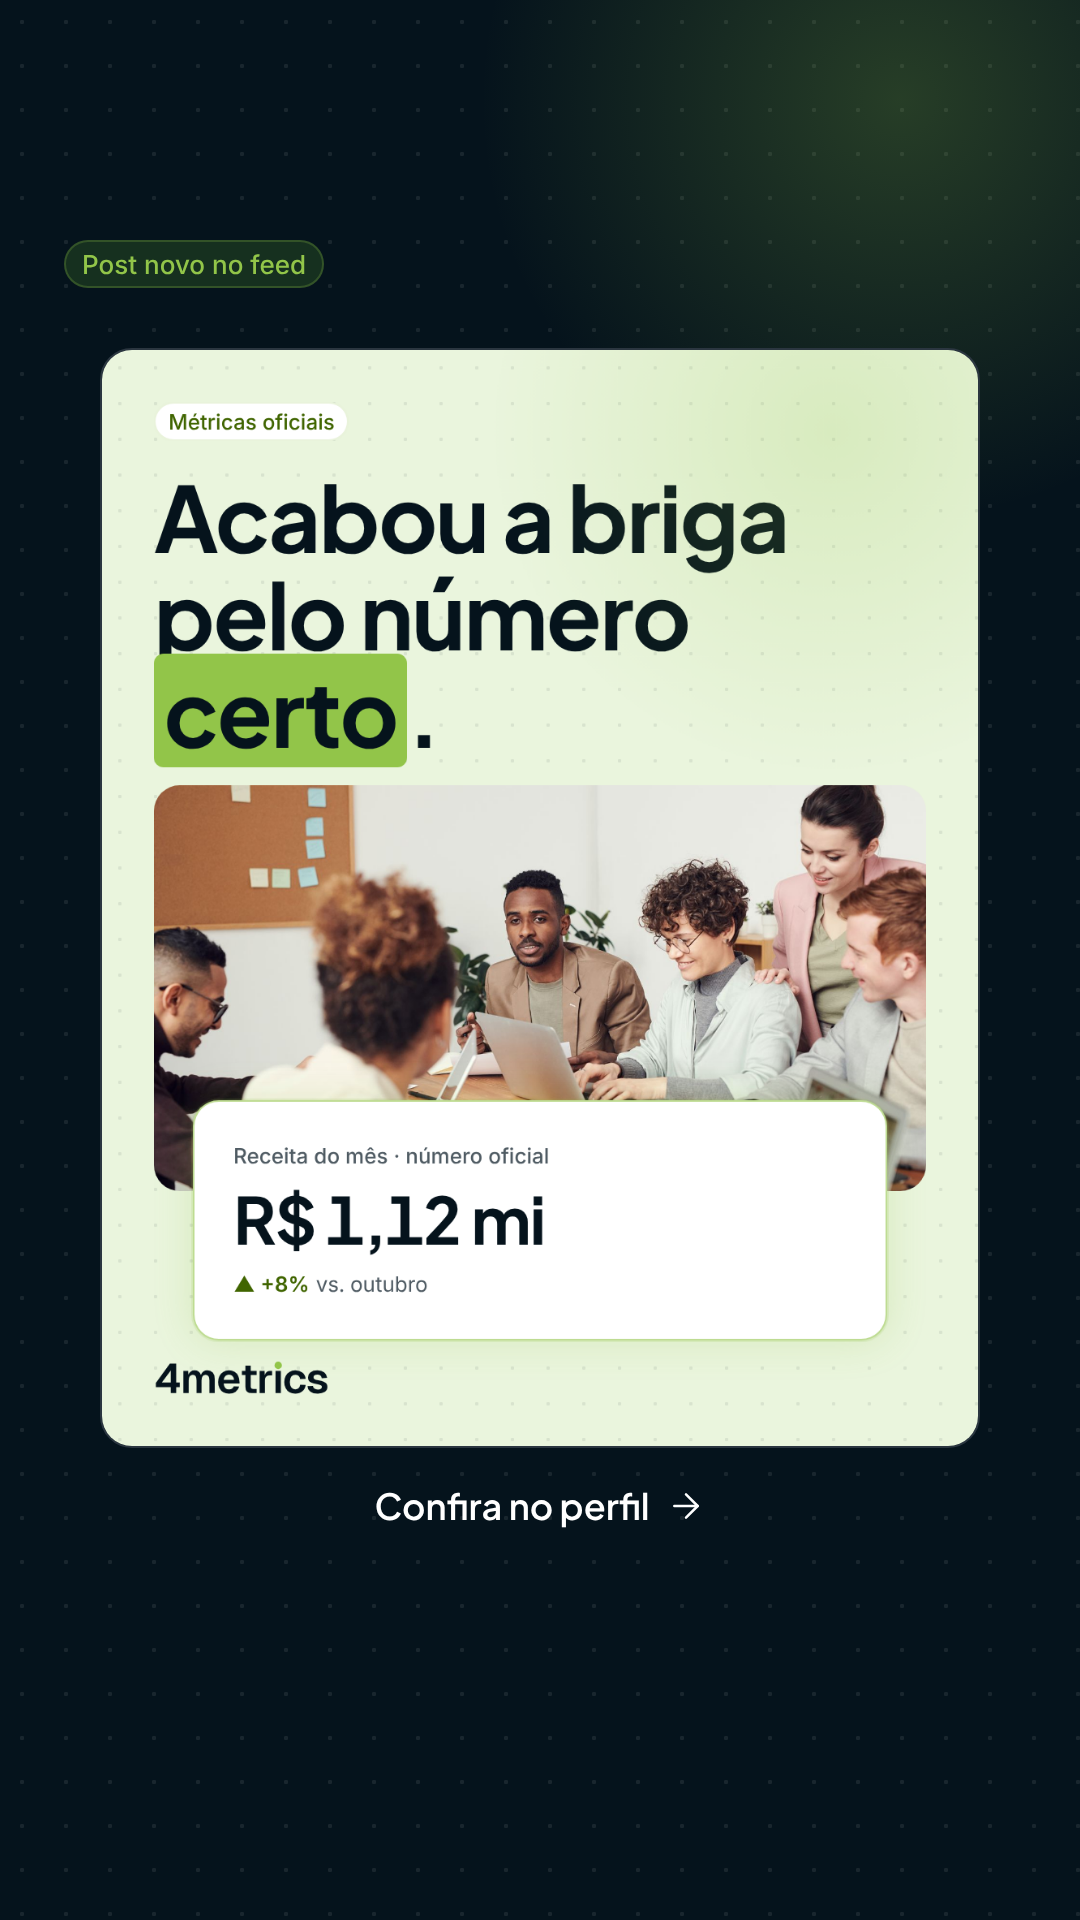 Post novo no feed
Métricas oficiais
Acabou a briga
pelo número
certo.
Receita do mês · número oficial
R$ 1,12 mi
▲ +8% vs. outubro
4metrics
Confira no perfil →